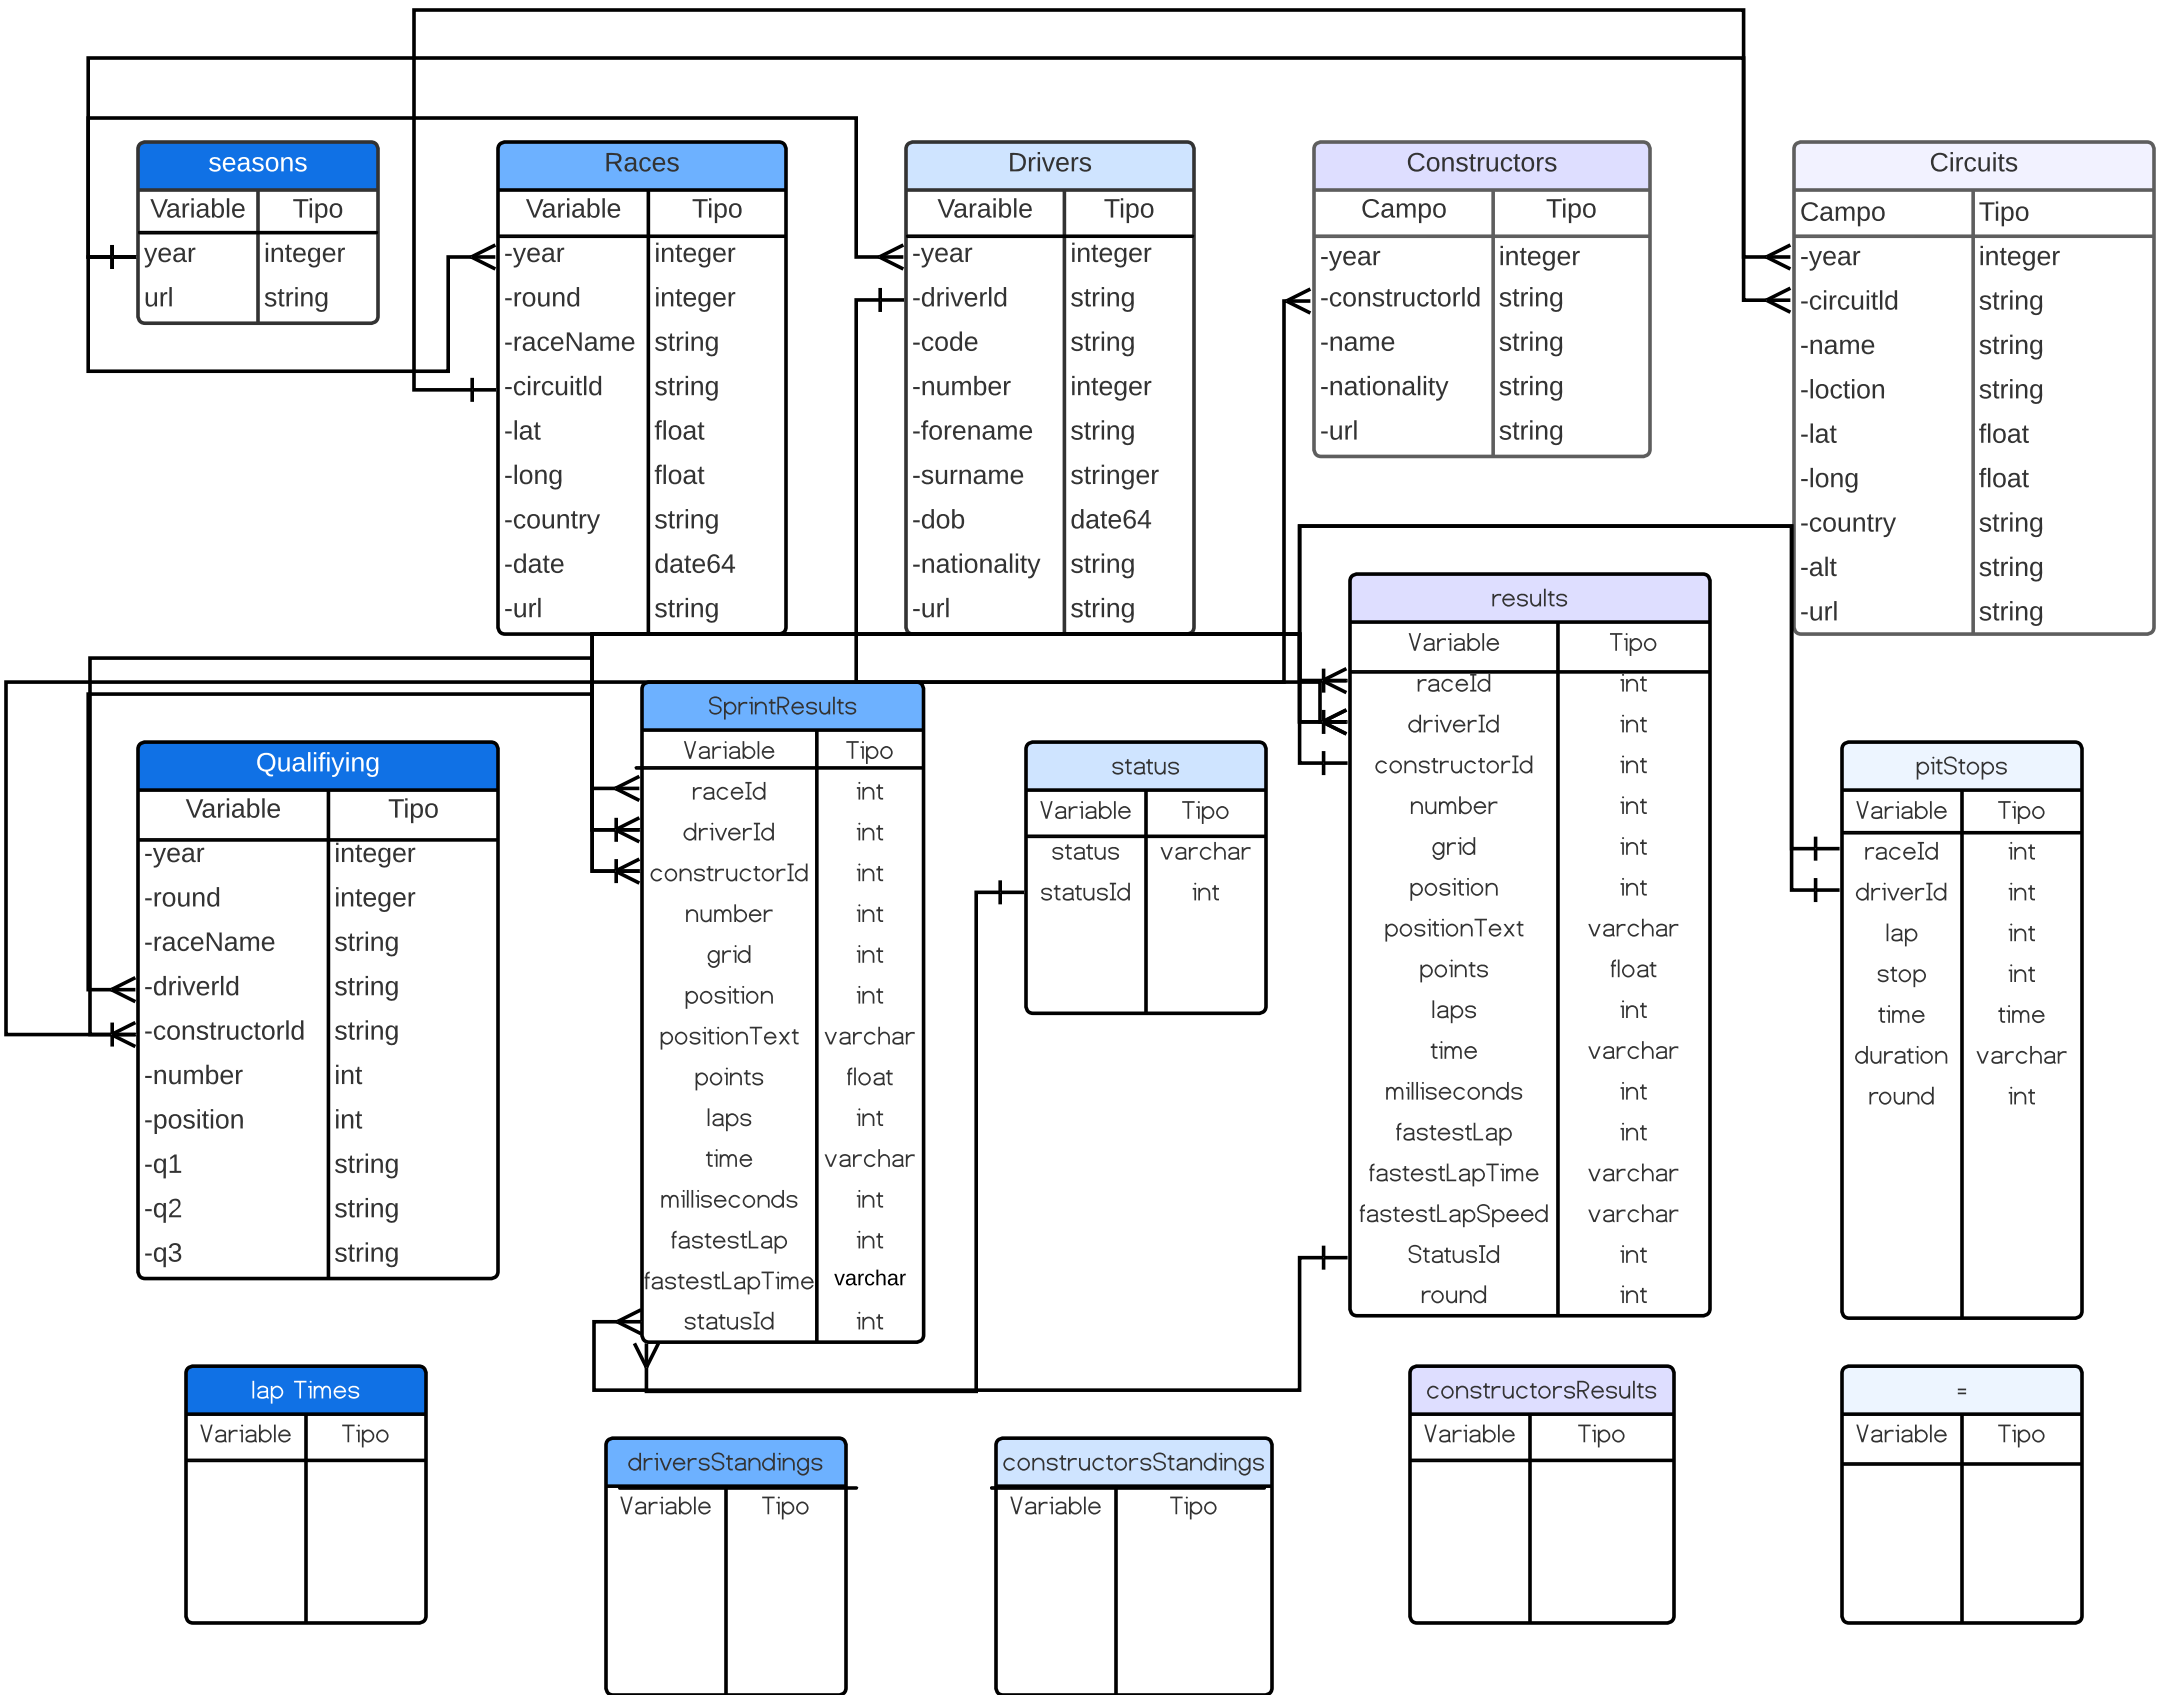 seasons
Variable Tipo
year integer
url string
Races
Variable Tipo
-year integer
-round integer
-raceName string
-circuitId string
-lat float
-long float
-country string
-date date64
-url string
Drivers
Varaible Tipo
-year integer
-driverId string
-code string
-number integer
-forename string
-surname stringer
-dob date64
-nationality string
-url string
Constructors
Campo Tipo
-year integer
-constructorId string
-name string
-nationality string
-url string
Circuits
Campo Tipo
-year integer
-circuitId string
-name string
-loction string
-lat float
-long float
-country string
-alt string
-url string
Qualifiying
Variable Tipo
-year integer
-round integer
-raceName string
-driverId string
-constructorId string
-number int
-position int
-q1 string
-q2 string
-q3 string
SprintResults
Variable Tipo
raceId int
driverId int
constructorId int
number int
grid int
position int
positionText varchar
points float
laps int
time varchar
milliseconds int
fastestLap int
fastestLapTime varchar
statusId int
status
Variable Tipo
status varchar
statusId int
results
Variable Tipo
raceId int
driverId int
constructorId int
number int
grid int
position int
positionText varchar
points float
laps int
time varchar
milliseconds int
fastestLap int
fastestLapTime varchar
fastestLapSpeed varchar
StatusId int
round int
pitStops
Variable Tipo
raceId int
driverId int
lap int
stop int
time time
duration varchar
round int
lap Times
Variable Tipo
driversStandings
Variable Tipo
constructorsStandings
Variable Tipo
constructorsResults
Variable Tipo
=
Variable Tipo